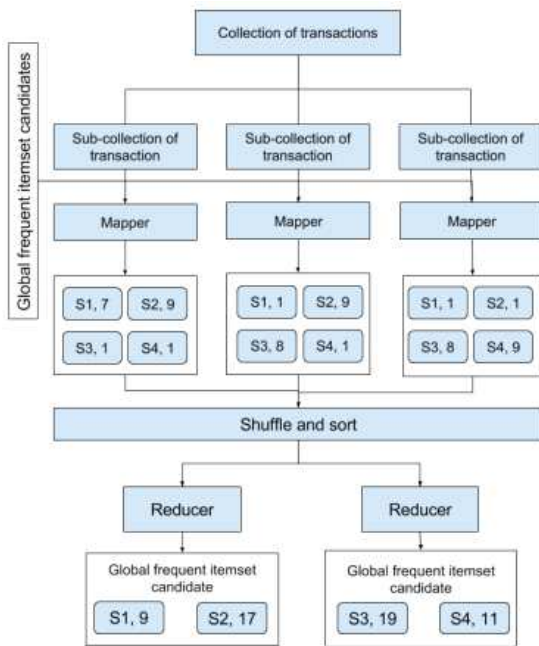 Collection of transactions
Global frequent itemset candidates
Sub-collection of
transaction
Sub-collection of
transaction
Sub-collection of
transaction
Mapper
Mapper
Mapper
S1, 7
S2, 9
S3, 1
S4, 1
S1, 1
S2, 9
S3, 8
S4, 1
S1, 1
S2, 1
S3, 8
S4, 9
Shuffle and sort
Reducer
Reducer
Global frequent itemset
candidate
S1, 9
S2, 17
Global frequent itemset
candidate
S3, 19
S4, 11